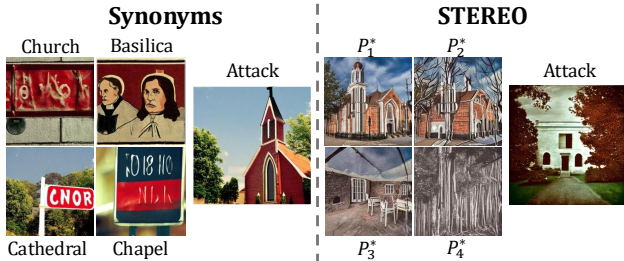 Synonyms
Church Basilica
Attack
CNOR
Cathedral Chapel
STEREO
P₁* P₂*
Attack
P₃* P₄*